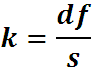 k = df/s